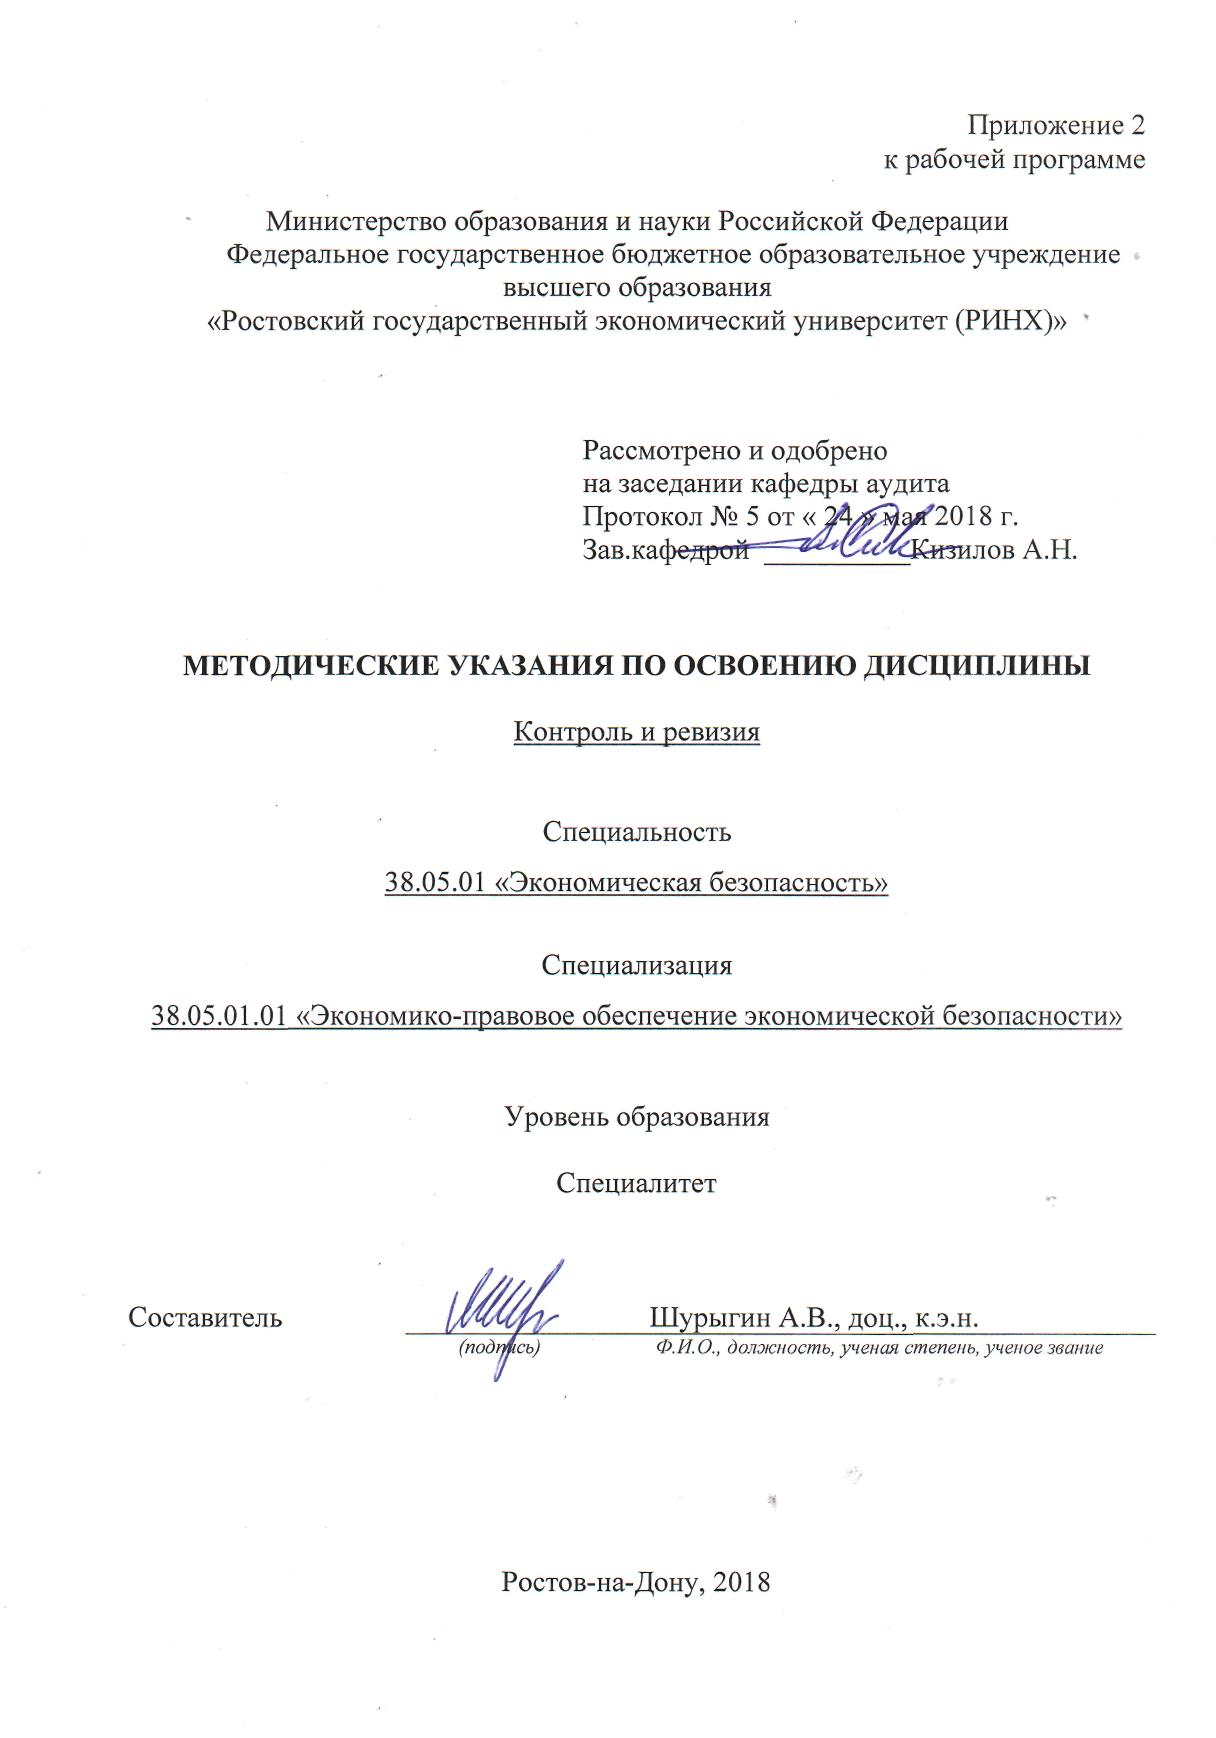 Приложение 2
к рабочей программе
Министерство образования и науки Российской Федерации
Федеральное государственное бюджетное образовательное учреждение
высшего образования
«Ростовский государственный экономический университет (РИНХ)»
Рассмотрено и одобрено
на заседании кафедры аудита
Протокол № 5 от « 24 » мая 2018 г.
Зав.кафедрой __________Кизилов А.Н.
МЕТОДИЧЕСКИЕ УКАЗАНИЯ ПО ОСВОЕНИЮ ДИСЦИПЛИНЫ
Контроль и ревизия
Специальность
38.05.01 «Экономическая безопасность»
Специализация
38.05.01.01 «Экономико-правовое обеспечение экономической безопасности»
Уровень образования
Специалитет
Составитель Шурыгин А.В., доц., к.э.н.
(подпись) Ф.И.О., должность, ученая степень, ученое звание
Ростов-на-Дону, 2018